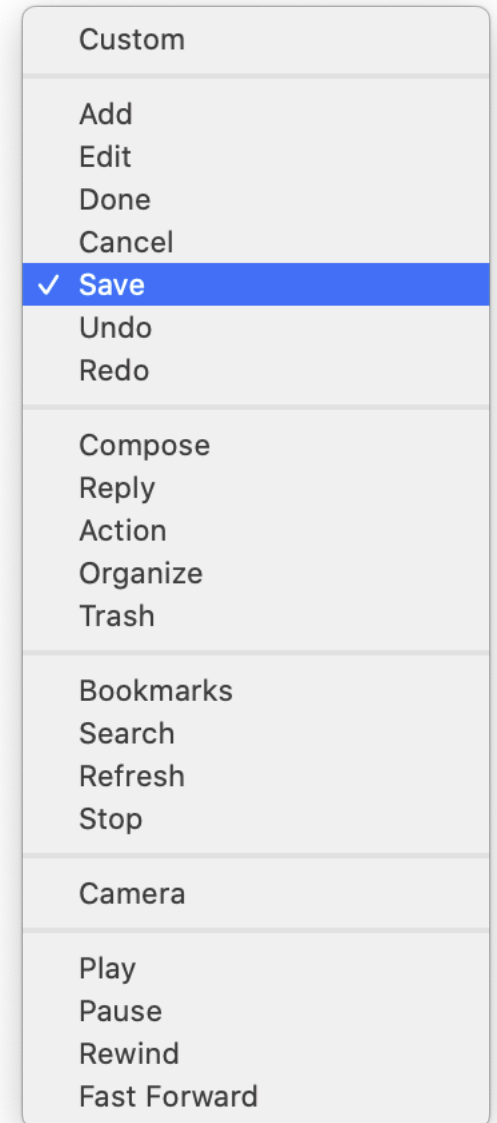 Custom
Add
Edit
Done
Cancel
✓ Save
Undo
Redo
Compose
Reply
Action
Organize
Trash
Bookmarks
Search
Refresh
Stop
Camera
Play
Pause
Rewind
Fast Forward